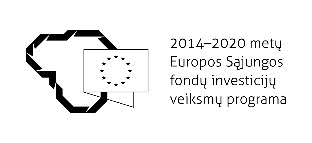 2014–2020 metų
Europos Sąjungos
fondų investicijų
veiksmų programa